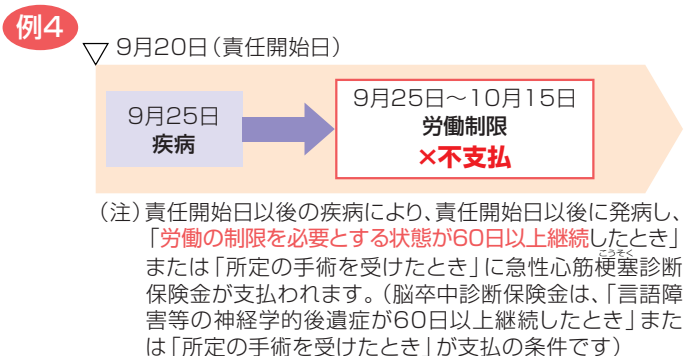 例4
▽ 9月20日(責任開始日)
9月25日
疾病
9月25日~10月15日
労働制限
×不支払
(注)責任開始日以後の疾病により、責任開始日以後に発病し、
「労働の制限を必要とする状態が60日以上継続したとき」
または「所定の手術を受けたとき」に急性心筋梗塞診断
こうそく
保険金が支払われます。(脳卒中診断保険金は、「言語障
害等の神経学的後遺症が60日以上継続したとき」また
は「所定の手術を受けたとき」が支払の条件です)